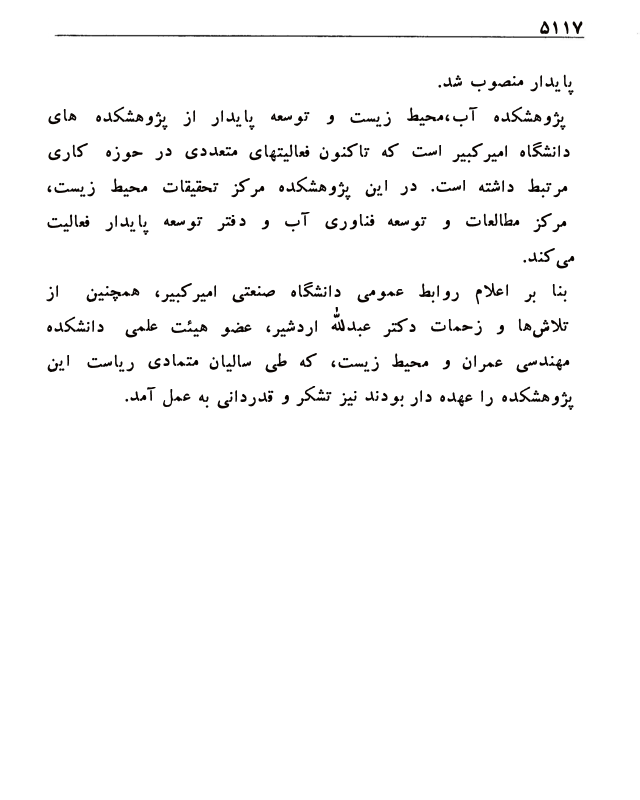 ۵۱۱۷
پایدار منصوب شد.
پژوهشکده آب،محیط زیست و توسعه پایدار از پژوهشکده های
دانشگاه امیرکبیر است که تاکنون فعالیتهای متعددی در حوزه کاری
مرتبط داشته است. در این پژوهشکده مرکز تحقیقات محیط زیست،
مرکز مطالعات و توسعه فناوری آب و دفتر توسعه پایدار فعالیت
می‌کند.
بنا بر اعلام روابط عمومی دانشگاه صنعتی امیرکبیر، همچنین از
تلاش‌ها و زحمات دکتر عبدالله اردشیر، عضو هیئت علمی دانشکده
مهندسی عمران و محیط زیست، که طی سالیان متمادی ریاست این
پژوهشکده را عهده دار بودند نیز تشکر و قدردانی به عمل آمد.